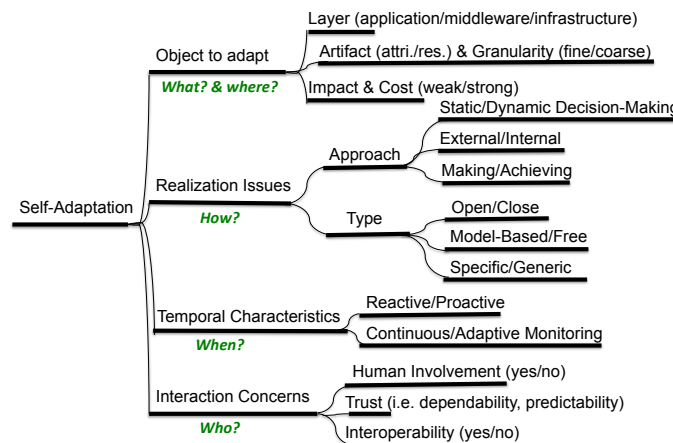 Layer (application/middleware/infrastructure)
Object to adapt
Artifact (attri./res.) & Granularity (fine/coarse)
What? & where?
Impact & Cost (weak/strong)
Static/Dynamic Decision-Making
Approach
External/Internal
Making/Achieving
Realization Issues
Self-Adaptation
How?
Type
Open/Close
Model-Based/Free
Specific/Generic
Temporal Characteristics
Reactive/Proactive
When?
Continuous/Adaptive Monitoring
Human Involvement (yes/no)
Interaction Concerns
Trust (i.e. dependability, predictability)
Who?
Interoperability (yes/no)